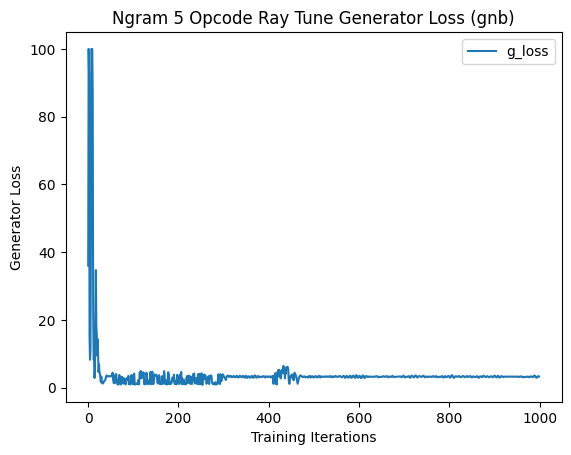 Ngram 5 Opcode Ray Tune Generator Loss (gnb)
g_loss
100
80
60
40
20
0
Generator Loss
0 200 400 600 800 1000
Training Iterations